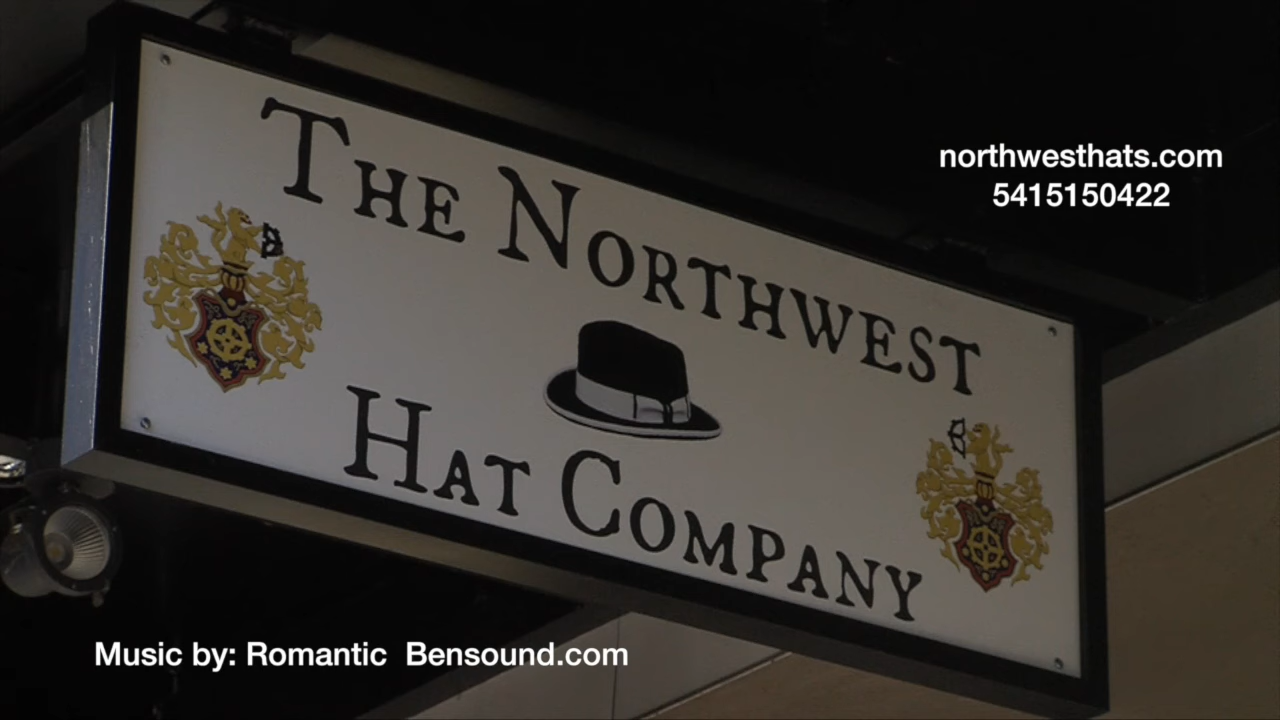 THE NORTHWEST
HAT COMPANY
northwesthats.com
5415150422
Music by: Romantic  Bensound.com